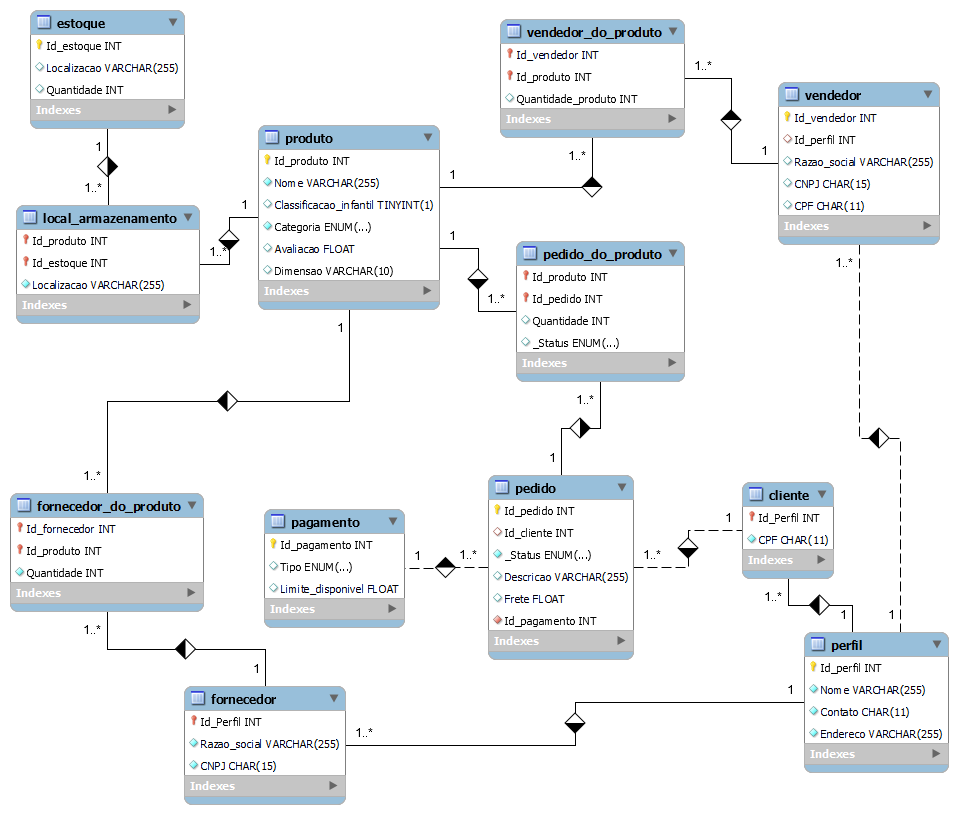 estoque
Id_estoque INT
Localizacao VARCHAR(255)
Quantidade INT
Indexes
1
1..*
local_armazenamento
Id_produto INT
Id_estoque INT
Localizacao VARCHAR(255)
Indexes
1
1..*
produto
Id_produto INT
Nome VARCHAR(255)
Classificacao_infantil TINYINT(1)
Categoria ENUM(...)
Avaliacao FLOAT
Dimensao VARCHAR(10)
Indexes
1
1..*
vendedor_do_produto
Id_vendedor INT
Id_produto INT
Quantidade_produto INT
Indexes
1..*
1
vendedor
Id_vendedor INT
Id_perfil INT
Razao_social VARCHAR(255)
CNPJ CHAR(15)
CPF CHAR(11)
Indexes
1..*
1
1
1..*
pedido_do_produto
Id_produto INT
Id_pedido INT
Quantidade INT
_Status ENUM(...)
Indexes
1..*
1
1
1..*
fornecedor_do_produto
Id_fornecedor INT
Id_produto INT
Quantidade INT
Indexes
1..*
1
pagamento
Id_pagamento INT
Tipo ENUM(...)
Limite_disponivel FLOAT
Indexes
1
1..*
pedido
Id_pedido INT
Id_cliente INT
_Status ENUM(...)
Descricao VARCHAR(255)
Frete FLOAT
Id_pagamento INT
Indexes
1..*
1
cliente
Id_Perfil INT
CPF CHAR(11)
Indexes
1..*
1
perfil
Id_perfil INT
Nome VARCHAR(255)
Contato CHAR(11)
Endereco VARCHAR(255)
Indexes
fornecedor
Id_Perfil INT
Razao_social VARCHAR(255)
CNPJ CHAR(15)
Indexes
1..*
1